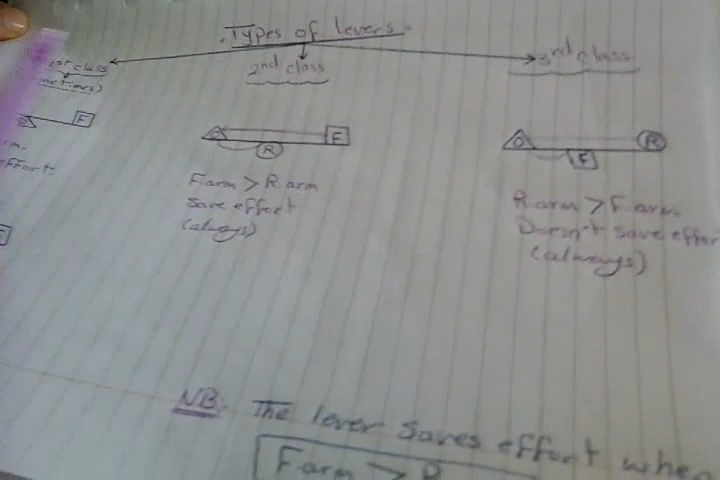 Types of levers.
1st class
2nd class
3rd class
F
F
R
R
F
F.arm > R.arm
Save effort
(always)
R.arm > F.arm
Doesn't save effor
(always)
NB: The lever saves effort when
F.arm > R